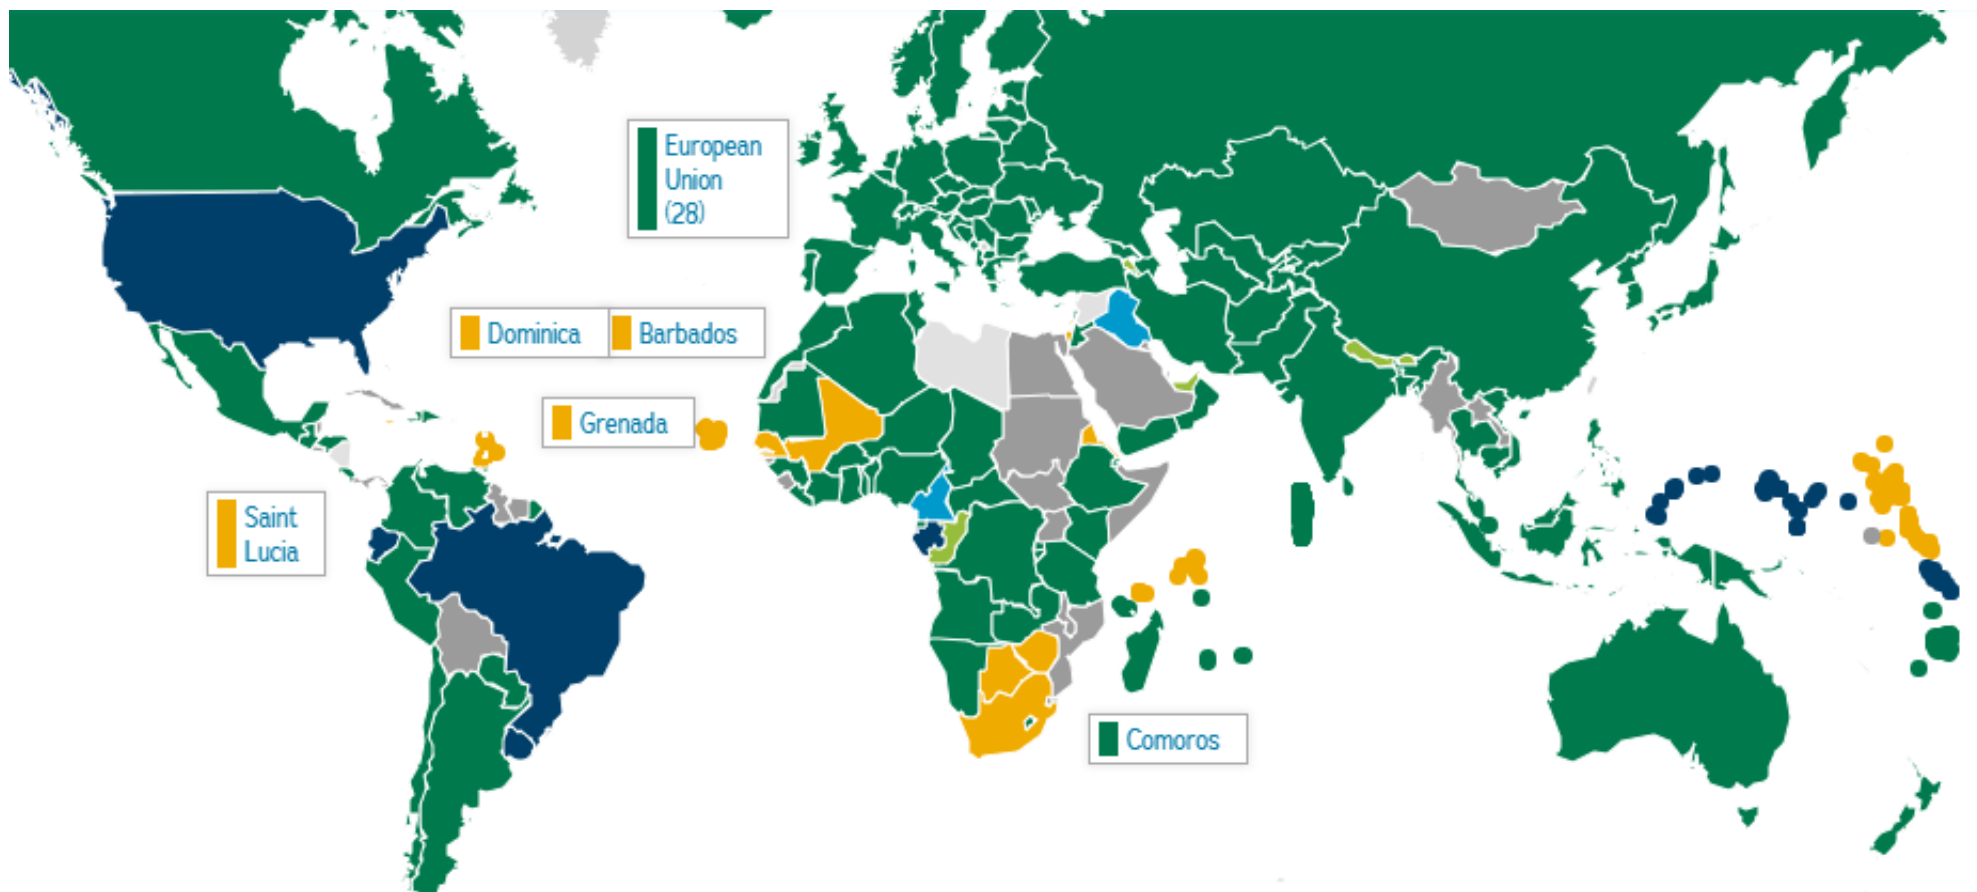 European
Union
(28)
Dominica
Barbados
Grenada
Saint
Lucia
Comoros